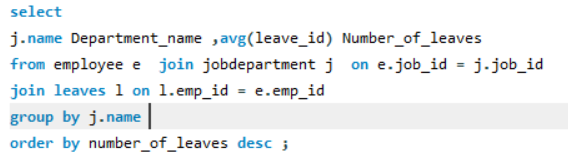 select
j.name Department_name ,avg(leave_id) Number_of_leaves
from employee e  join jobdepartment j  on e.job_id = j.job_id
join leaves l on l.emp_id = e.emp_id
group by j.name
order by number_of_leaves desc ;